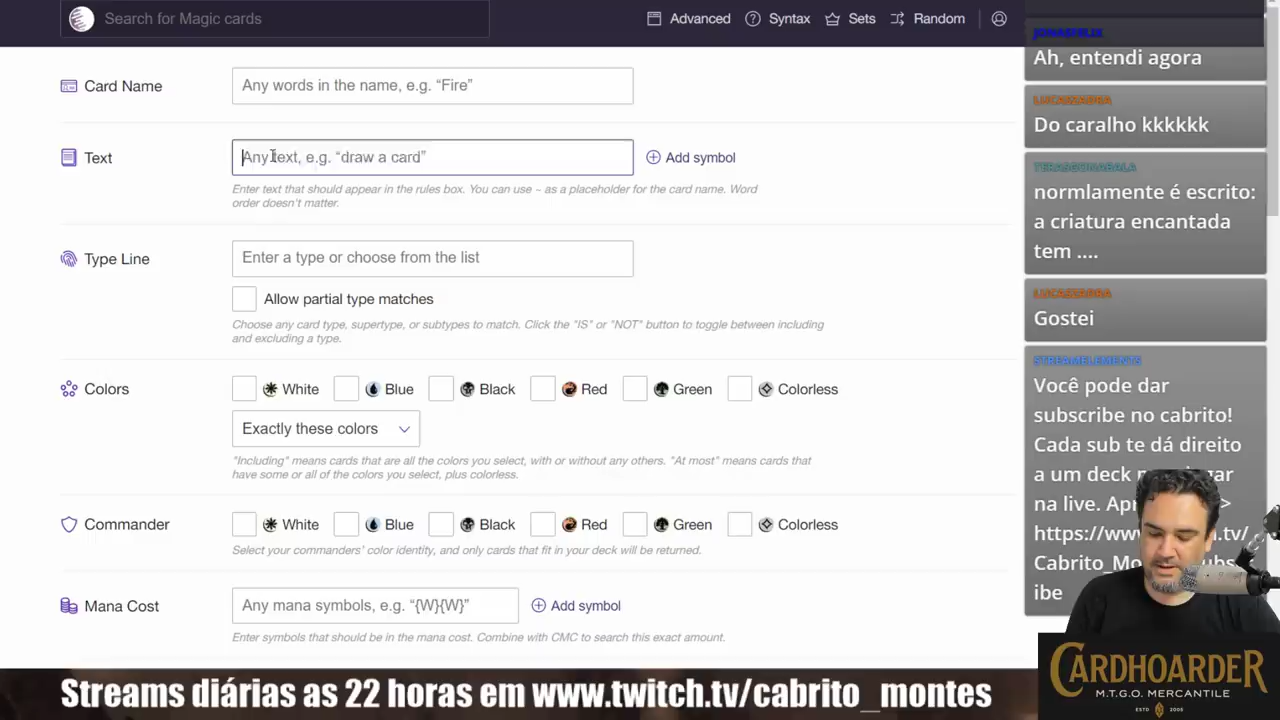 Search for Magic cards
Advanced
Syntax
Sets
Random
Card Name
Any words in the name, e.g. “Fire”
Text
Any text, e.g. “draw a card”
Add symbol
Enter text that should appear in the rules box. You can use ~ as a placeholder for the card name. Word
order doesn't matter.
Type Line
Enter a type or choose from the list
Allow partial type matches
Choose any card type, supertype, or subtypes to match. Click the "IS" or "NOT" button to toggle between including
and excluding a type.
Colors
White
Blue
Black
Red
Green
Colorless
Exactly these colors
"Including" means cards that are all the colors you select, with or without any others. "At most" means cards that
have some or all of the colors you select, plus colorless.
Commander
White
Blue
Black
Red
Green
Colorless
Select your commanders’ color identity, and only cards that fit in your deck will be returned.
Mana Cost
Any mana symbols, e.g. “{W}{W}”
Add symbol
Enter symbols that should be in the mana cost. Combine with CMC to search this exact amount.
Ah, entendi agora
Do caralho kkkkkk
normlamente é escrito:
a criatura encantada
tem ....
Gostei
STREAMELEMENTS
Você pode dar
subscribe no cabrito!
Cada sub te dá direito
a um deck
na live.
https://www.twitch.tv/
ibe
CARDHOARDER
M.T.G.O. MERCANTILE
ESTD 2005
Streams diárias as 22 horas em www.twitch.tv/cabrito_montes